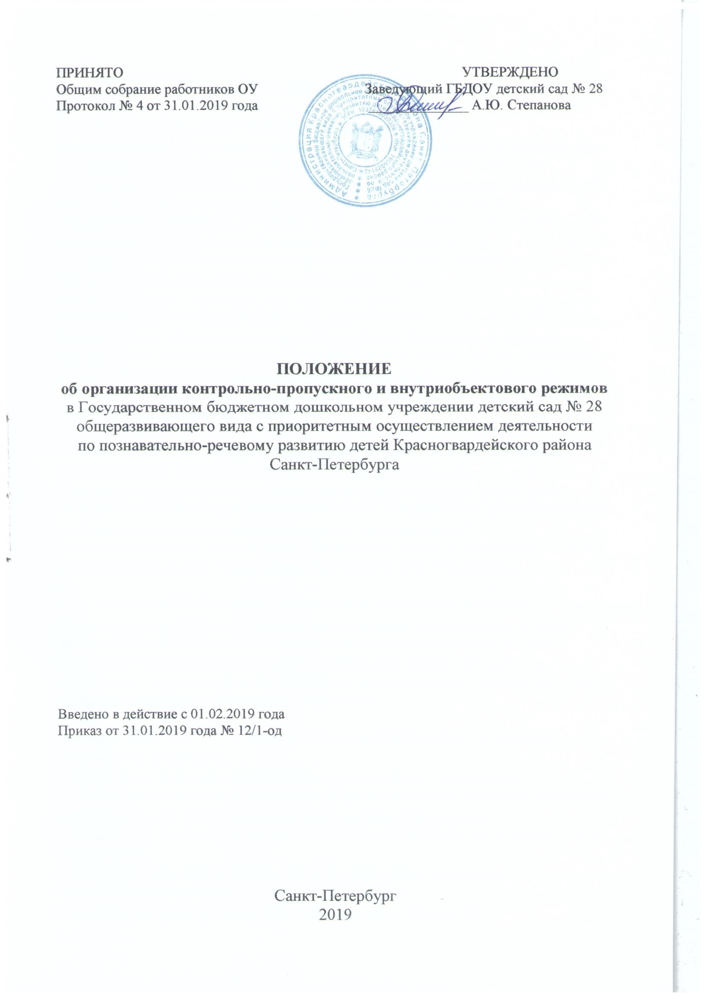 ПРИНЯТО
Общим собрание работников ОУ
Протокол № 4 от 31.01.2019 года
УТВЕРЖДЕНО
Заведующий ГБДОУ детский сад № 28
А.Ю. Степанова
Администрация Красногвардейского района Санкт-Петербурга
ПОЛОЖЕНИЕ
об организации контрольно-пропускного и внутриобъектового режимов
в Государственном бюджетном дошкольном учреждении детский сад № 28
общеразвивающего вида с приоритетным осуществлением деятельности
по познавательно-речевому развитию детей Красногвардейского района
Санкт-Петербурга
Введено в действие с 01.02.2019 года
Приказ от 31.01.2019 года № 12/1-од
Санкт-Петербург
2019